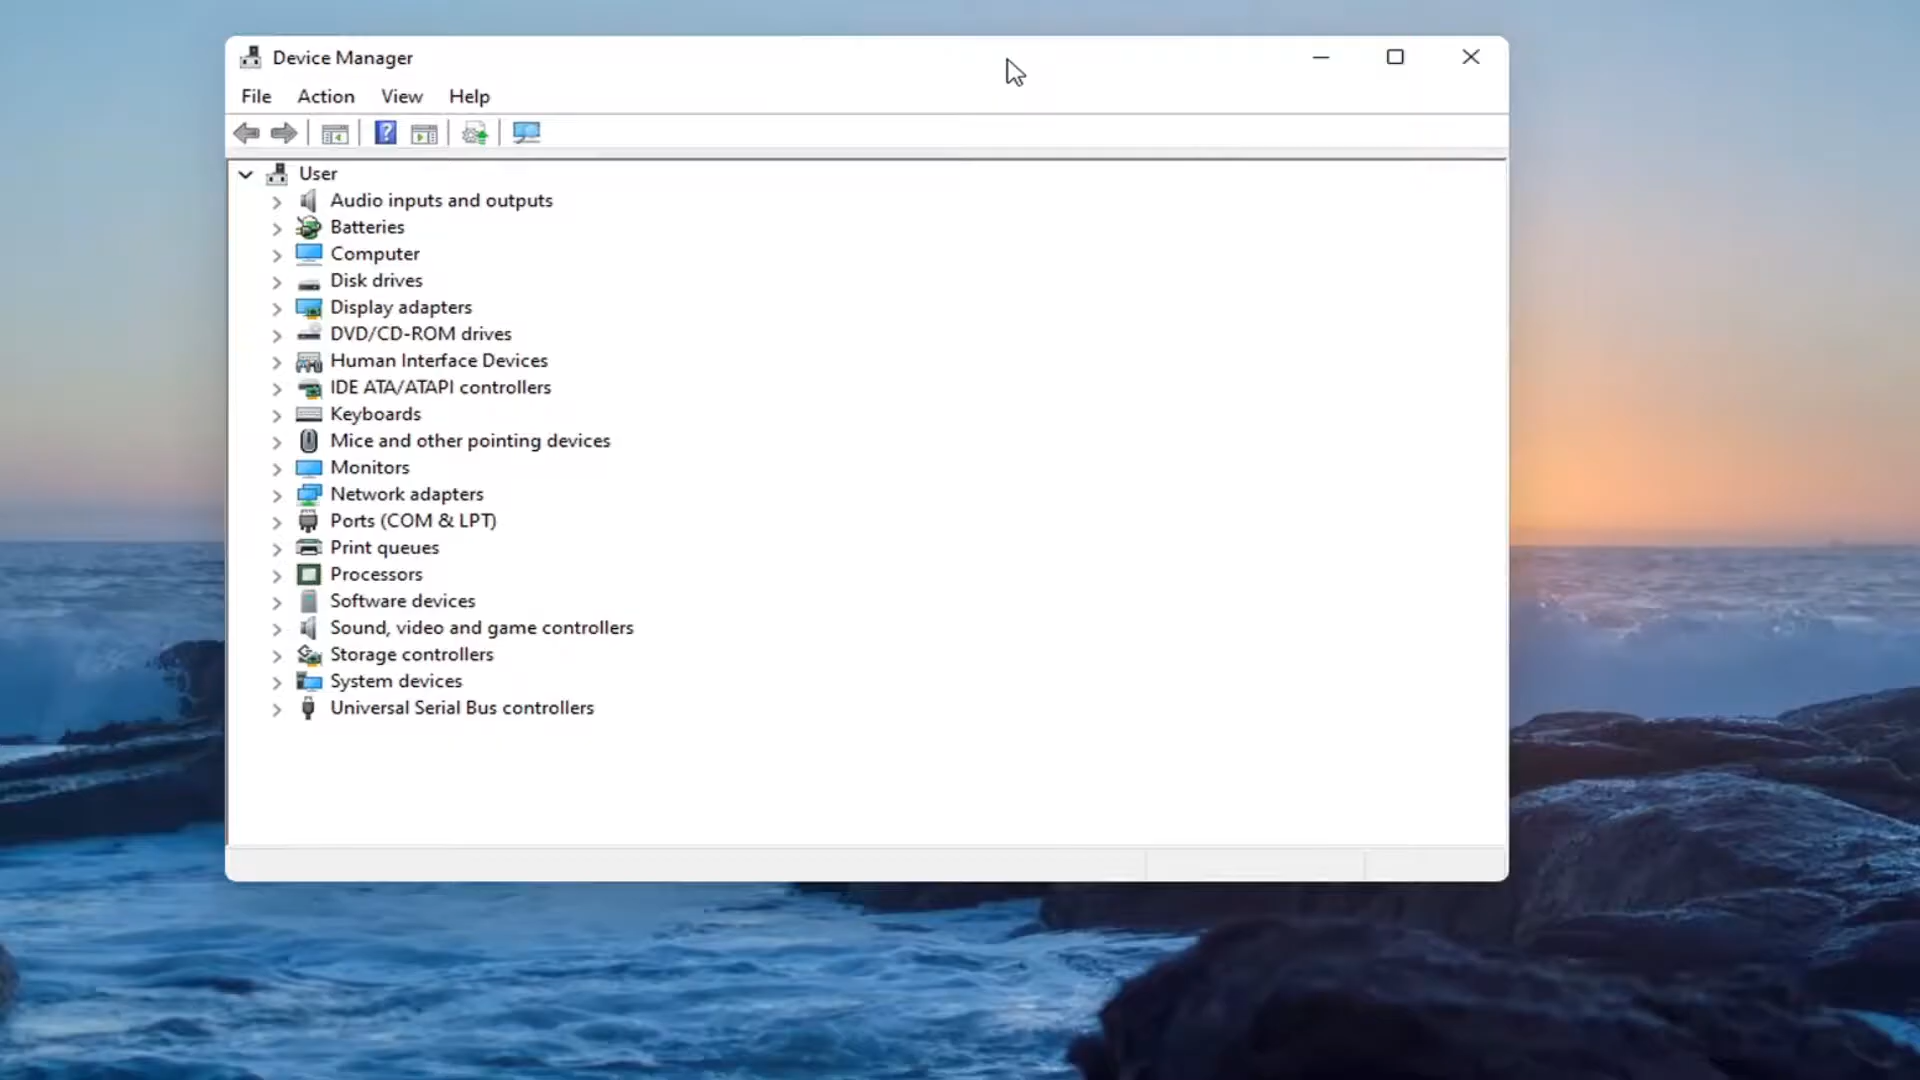 Device Manager
File Action View Help
?
User
Audio inputs and outputs
Batteries
Computer
Disk drives
Display adapters
DVD/CD-ROM drives
Human Interface Devices
IDE ATA/ATAPI controllers
Keyboards
Mice and other pointing devices
Monitors
Network adapters
Ports (COM & LPT)
Print queues
Processors
Software devices
Sound, video and game controllers
Storage controllers
System devices
Universal Serial Bus controllers